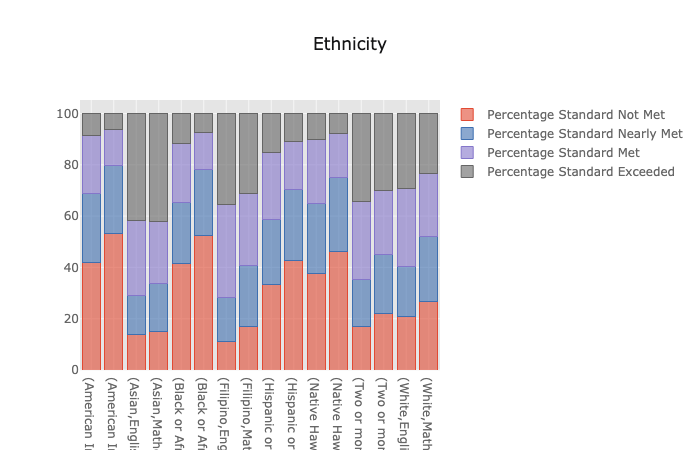 Ethnicity
100
80
60
40
20
0
Percentage Standard Not Met
Percentage Standard Nearly Met
Percentage Standard Met
Percentage Standard Exceeded
(American I
(American I
(Asian,Englis
(Asian,Mathe
(Black or Afr
(Black or Afr
(Filipino,Eng
(Filipino,Mat
(Hispanic or
(Hispanic or
(Native Haw
(Native Haw
(Two or mor
(Two or mor
(White,Engli
(White,Math